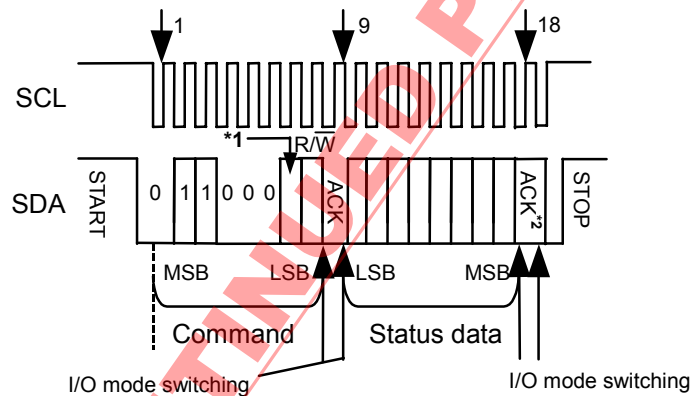 1 9 18
SCL
*1 R/W
SDA START 0 1 1 0 0 0 ACK ACK*2 STOP
MSB LSB LSB MSB
Command Status data
I/O mode switching I/O mode switching
TINUED P